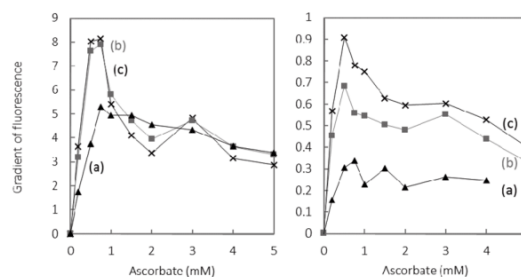 Gradient of fluorescence
9
8
7
6
5
4
3
2
1
0
(b)
(c)
(a)
0 1 2 3 4 5
Ascorbate (mM)
1
0.9
0.8
0.7
0.6
0.5
0.4
0.3
0.2
0.1
0
(c)
(b)
(a)
0 1 2 3 4
Ascorbate (mM)